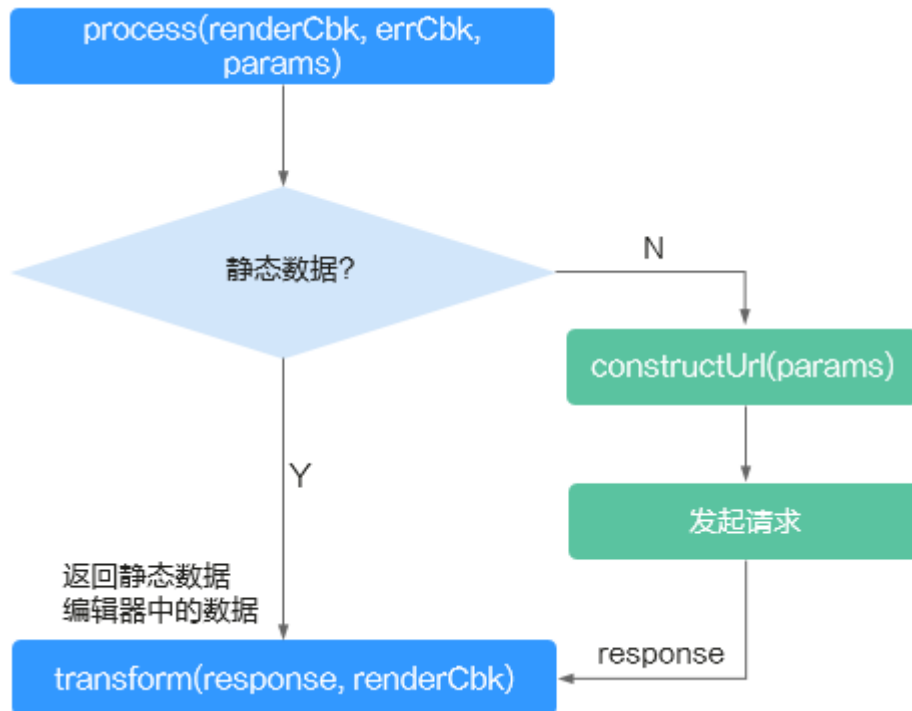 process(renderCbk, errCbk,
params)
静态数据?
N
constructUrl(params)
Y
发起请求
返回静态数据
编辑器中的数据
response
transform(response, renderCbk)